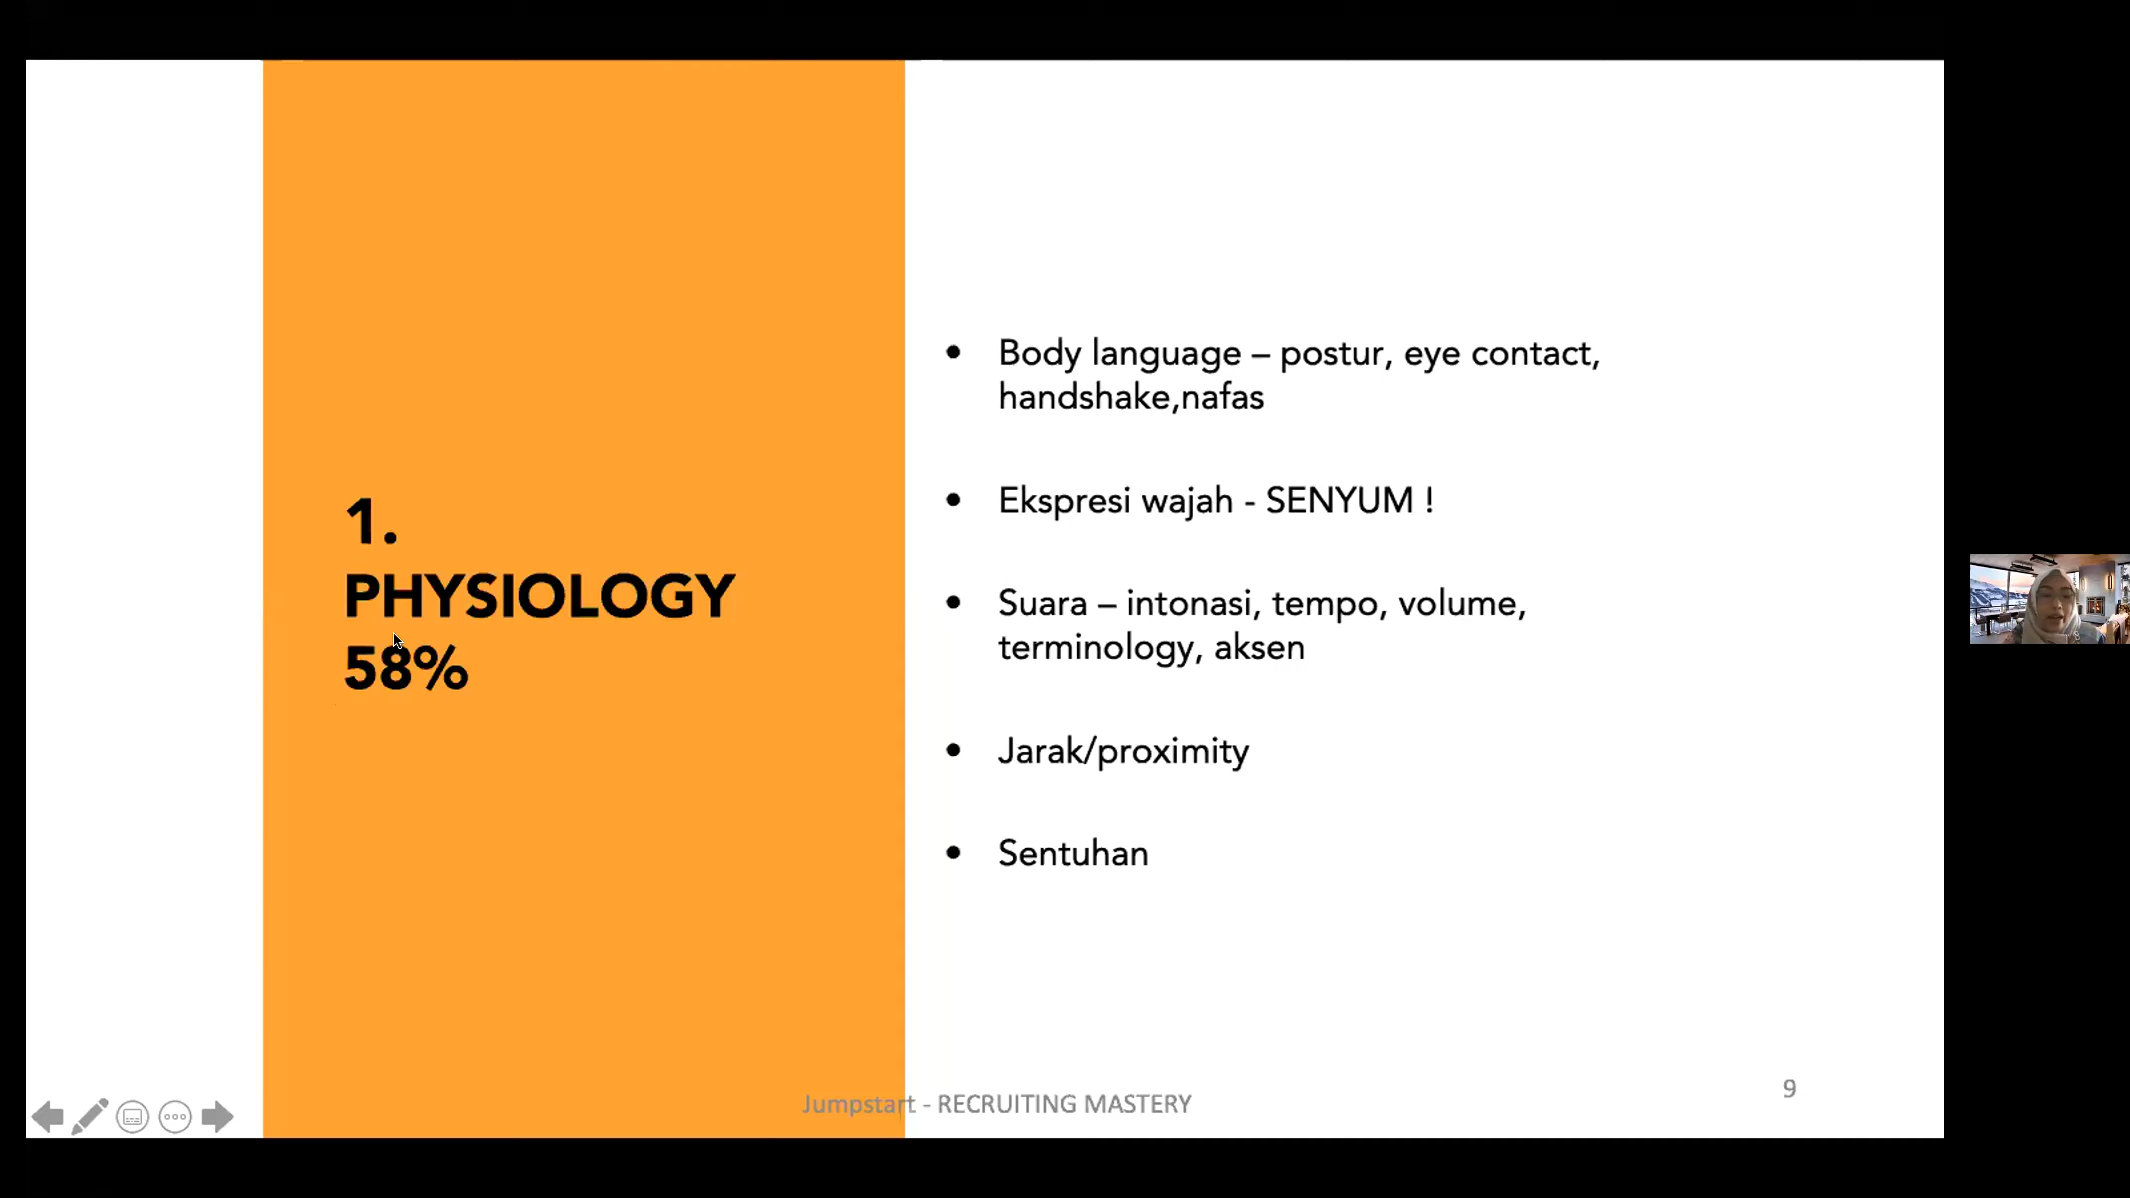 1.
PHYSIOLOGY
58%
• Body language – postur, eye contact,
handshake,nafas
• Ekspresi wajah - SENYUM !
• Suara – intonasi, tempo, volume,
terminology, aksen
• Jarak/proximity
• Sentuhan
Jumpstart - RECRUITING MASTERY
9